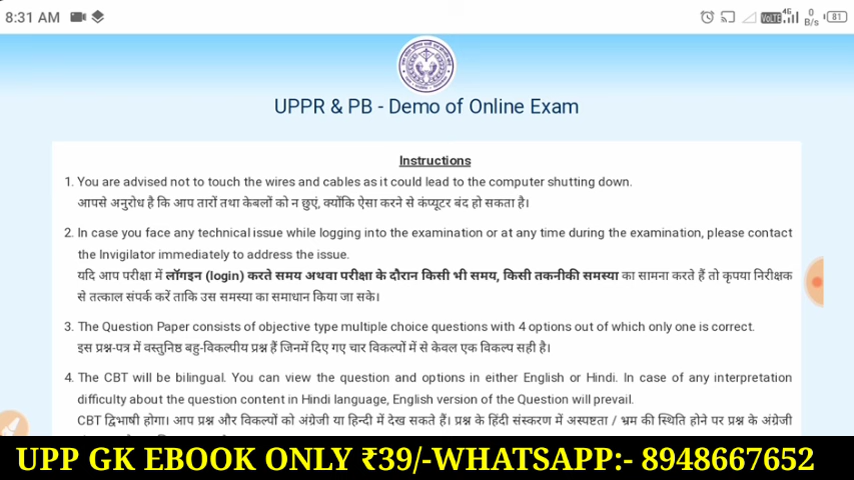 8:31 AM
VoLTE 4G 0 B/s 81
UPPR & PB - Demo of Online Exam
Instructions
1. You are advised not to touch the wires and cables as it could lead to the computer shutting down.
आपसे अनुरोध है कि आप तारों तथा केबलों को न छुएं, क्योंकि ऐसा करने से कंप्यूटर बंद हो सकता है।
2. In case you face any technical issue while logging into the examination or at any time during the examination, please contact
the Invigilator immediately to address the issue.
यदि आप परीक्षा में लॉगइन (login) करते समय अथवा परीक्षा के दौरान किसी भी समय, किसी तकनीकी समस्या का सामना करते हैं तो कृपया निरीक्षक
से तत्काल संपर्क करें ताकि उस समस्या का समाधान किया जा सके।
3. The Question Paper consists of objective type multiple choice questions with 4 options out of which only one is correct.
इस प्रश्न-पत्र में वस्तुनिष्ठ बहु-विकल्पीय प्रश्न हैं जिनमें दिए गए चार विकल्पों में से केवल एक विकल्प सही है।
4. The CBT will be bilingual. You can view the question and options in either English or Hindi. In case of any interpretation
difficulty about the question content in Hindi language, English version of the Question will prevail.
CBT द्विभाषी होगा। आप प्रश्न और विकल्पों को अंग्रेजी या हिन्दी में देख सकते हैं। प्रश्न के हिंदी संस्करण में अस्पष्टता / भ्रम की स्थिति होने पर प्रश्न के अंग्रेजी
UPP GK EBOOK ONLY ₹39/-WHATSAPP:- 8948667652